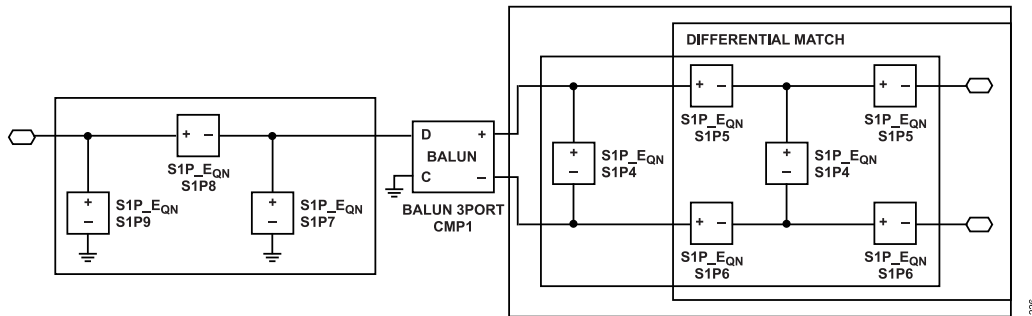 DIFFERENTIAL MATCH
+ −
+ −
S1P_EQN
S1P5
S1P_EQN
S1P5
+ −
S1P_EQN
S1P8
D +
BALUN
C −
BALUN 3PORT
CMP1
+
−
S1P_EQN
S1P4
+
−
S1P_EQN
S1P4
+
−
S1P_EQN
S1P9
+
−
S1P_EQN
S1P7
+ −
+ −
S1P_EQN
S1P6
S1P_EQN
S1P6